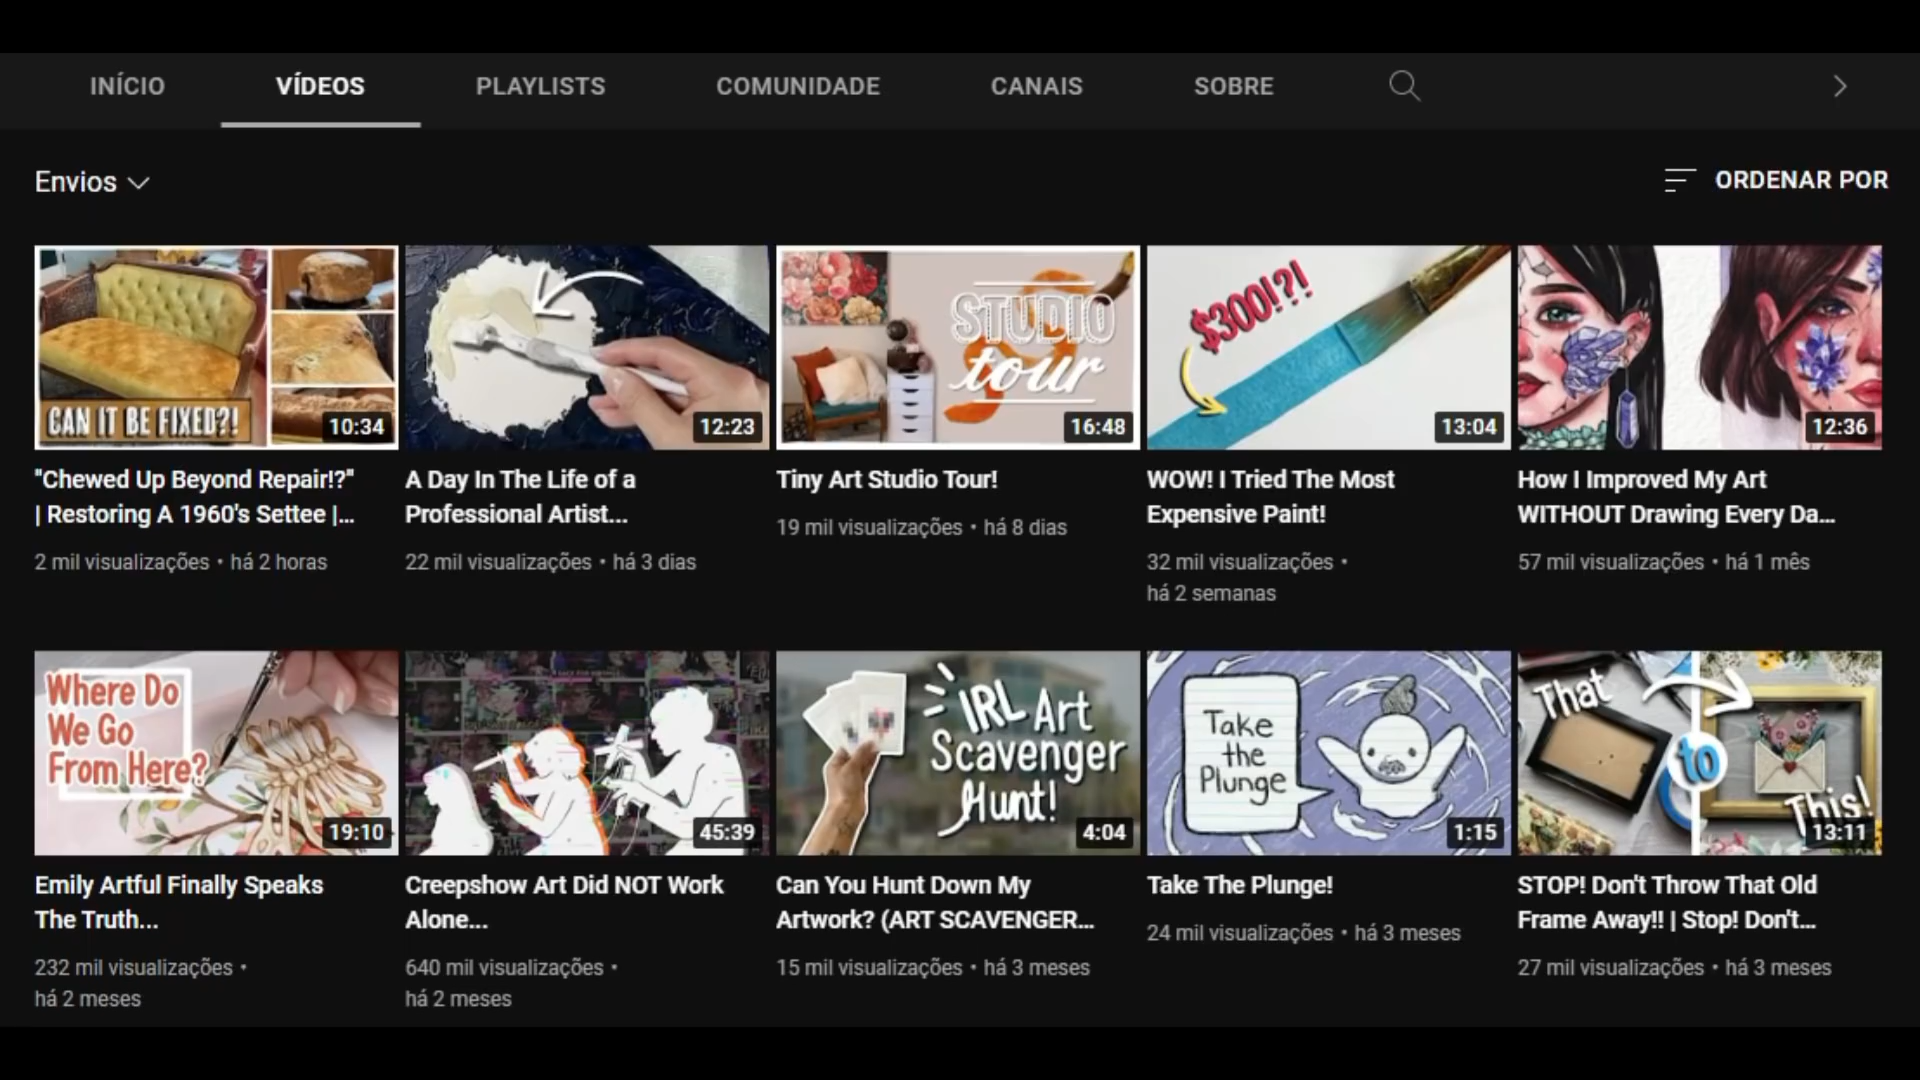 INÍCIO VÍDEOS PLAYLISTS COMUNIDADE CANAIS SOBRE
Envios
ORDENAR POR
CAN IT BE FIXED?!
10:34
12:23
STUDIO
tour
16:48
$300!?!
13:04
12:36
"Chewed Up Beyond Repair!?"
| Restoring A 1960's Settee |...
2 mil visualizações • há 2 horas
A Day In The Life of a
Professional Artist...
22 mil visualizações • há 3 dias
Tiny Art Studio Tour!
19 mil visualizações • há 8 dias
WOW! I Tried The Most
Expensive Paint!
32 mil visualizações •
há 2 semanas
How I Improved My Art
WITHOUT Drawing Every Da...
57 mil visualizações • há 1 mês
Where Do
We Go
From Here?
19:10
45:39
IRL Art
Scavenger
Hunt!
4:04
Take
the
Plunge
1:15
That
to
This!
13:11
Emily Artful Finally Speaks
The Truth...
232 mil visualizações •
há 2 meses
Creepshow Art Did NOT Work
Alone...
640 mil visualizações •
há 2 meses
Can You Hunt Down My
Artwork? (ART SCAVENGER...
15 mil visualizações • há 3 meses
Take The Plunge!
24 mil visualizações • há 3 meses
STOP! Don't Throw That Old
Frame Away!! | Stop! Don't...
27 mil visualizações • há 3 meses